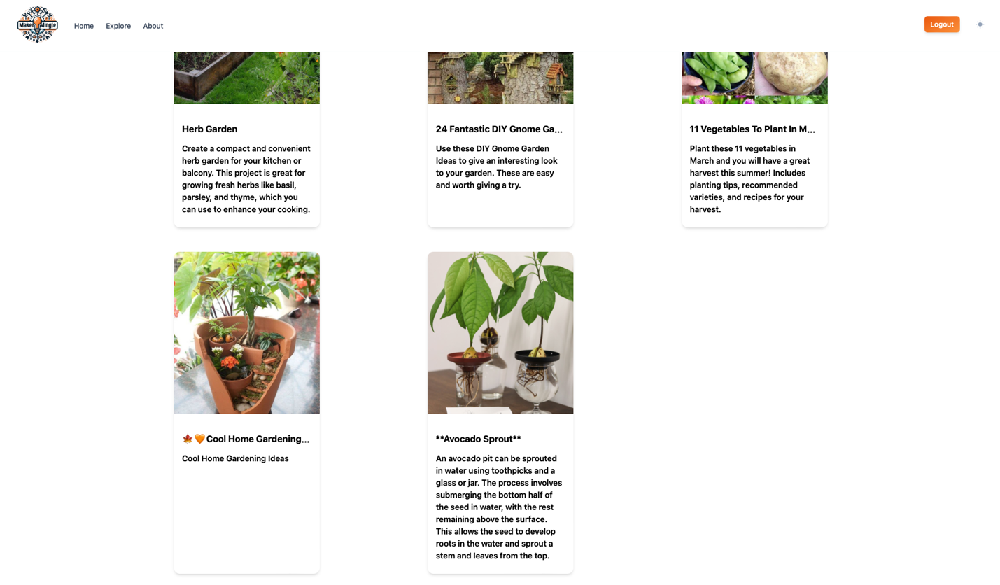 Maker Mingle
Home Explore About
Logout
Herb Garden
Create a compact and convenient
herb garden for your kitchen or
balcony. This project is great for
growing fresh herbs like basil,
parsley, and thyme, which you
can use to enhance your cooking.
24 Fantastic DIY Gnome Ga...
Use these DIY Gnome Garden
Ideas to give an interesting look
to your garden. These are easy
and worth giving a try.
11 Vegetables To Plant In M...
Plant these 11 vegetables in
March and you will have a great
harvest this summer! Includes
planting tips, recommended
varieties, and recipes for your
harvest.
🍁🧡Cool Home Gardening...
Cool Home Gardening Ideas
**Avocado Sprout**
An avocado pit can be sprouted
in water using toothpicks and a
glass or jar. The process involves
submerging the bottom half of
the seed in water, with the rest
remaining above the surface.
This allows the seed to develop
roots in the water and sprout a
stem and leaves from the top.